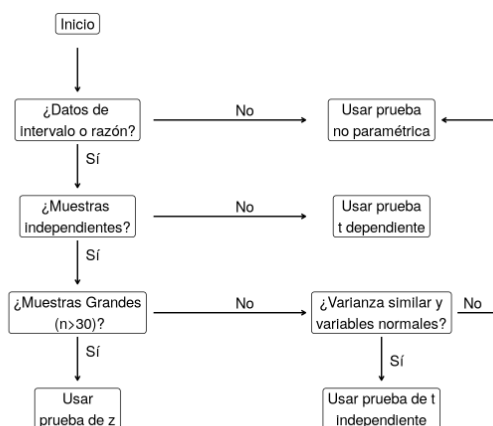 Inicio
¿Datos de
intervalo o razón?
No
Usar prueba
no paramétrica
Sí
¿Muestras
independientes?
No
Usar prueba
t dependiente
Sí
¿Muestras Grandes
(n>30)?
No
¿Varianza similar y
variables normales?
No
Sí
Sí
Usar
prueba de z
Usar prueba de t
independiente